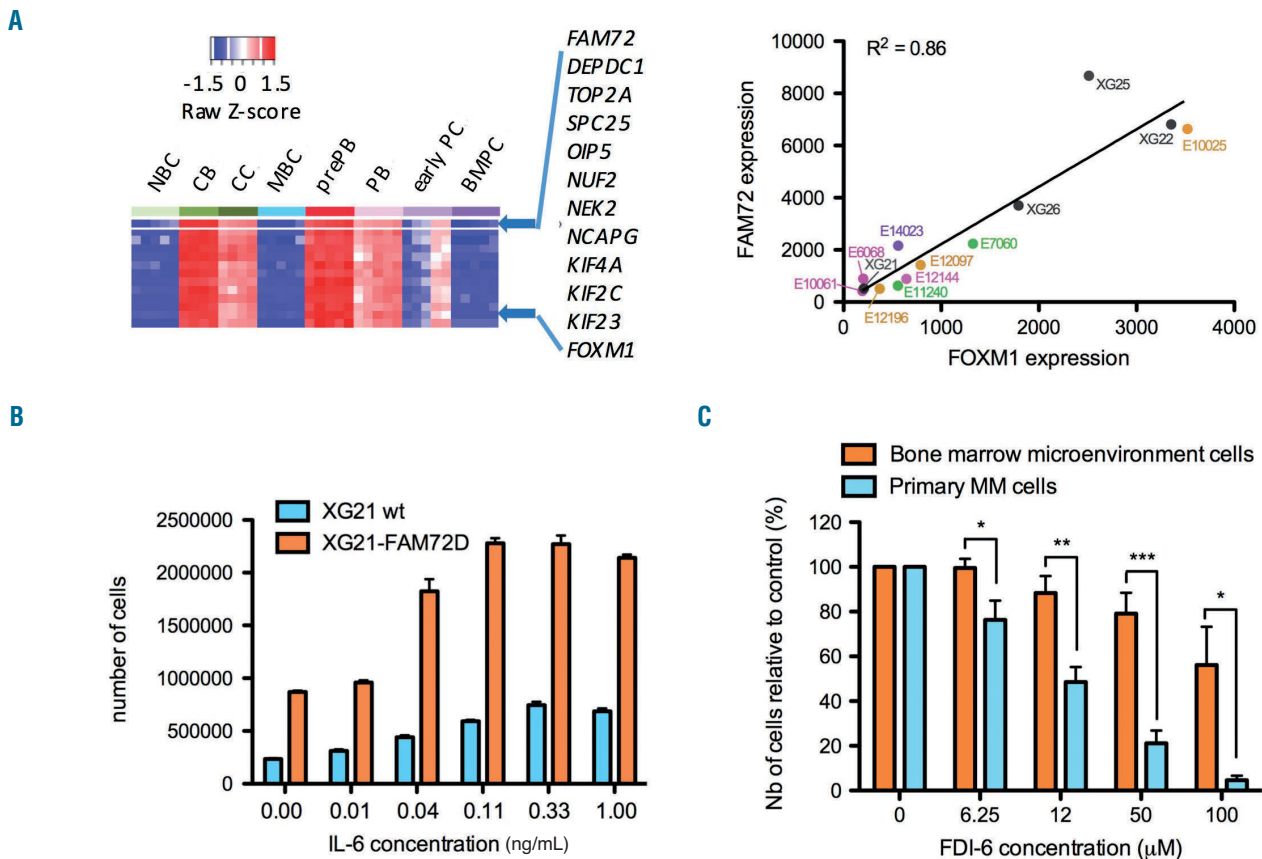 A
-1.5 0 1.5
Raw Z-score
NBC
CB
CC
MBC
prePB
PB
early PC
BMPC
FAM72
DEPDC1
TOP2A
SPC25
OIP5
NUF2
NEK2
NCAPG
KIF4A
KIF2C
KIF23
FOXM1
R² = 0.86
FAM72 expression
10000
8000
6000
4000
2000
0
XG25
XG22
E10025
XG26
E14023
E7060
E6068
XG21
E12097
E10061
E12144
E11240
E12196
0 1000 2000 3000 4000
FOXM1 expression
B
XG21 wt
XG21-FAM72D
number of cells
2500000
2000000
1500000
1000000
500000
0
0.00 0.01 0.04 0.11 0.33 1.00
IL-6 concentration (ng/mL)
C
Bone marrow microenvironment cells
Primary MM cells
Nb of cells relative to control (%)
120
100
80
60
40
20
0
*
**
***
*
0 6.25 12 50 100
FDI-6 concentration (μM)